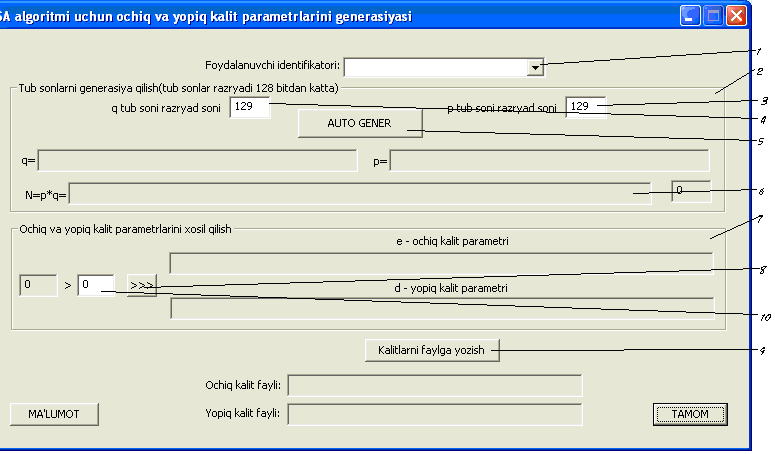 SA algoritmi uchun ochiq va yopiq kalit parametrlarini generasiyasi
Foydalanuvchi identifikatori: 1
Tub sonlarni generasiya qilish(tub sonlar razryadi 128 bitdan katta) 2
q tub soni razryad soni 129 p tub soni razryad soni 129 3
4
AUTO GENER 5
q= p=
N=p*q= 0 6
Ochiq va yopiq kalit parametrlarini xosil qilish 7
e - ochiq kalit parametri
0 > 0 >>> 8
d - yopiq kalit parametri
10
Kalitlarni faylga yozish 9
Ochiq kalit fayli:
MA'LUMOT Yopiq kalit fayli: TAMOM